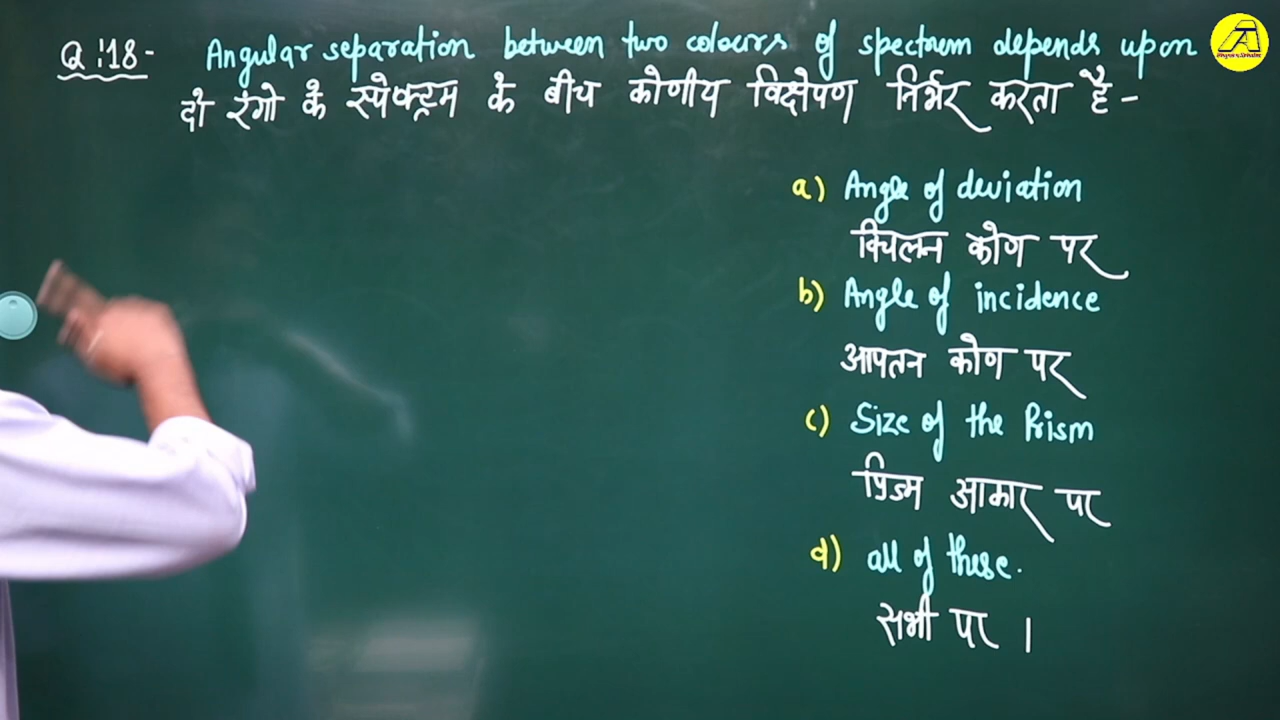 Q:18- Angular separation between two colours of spectrum depends upon
दो रंगो के स्पेक्ट्रम के बीच कोणीय विक्षेपण निर्भर करता है -
a) Angle of deviation
विचलन कोण पर
b) Angle of incidence
आपतन कोण पर
c) Size of the Prism
प्रिज्म आकार पर
d) all of these.
सभी पर ।